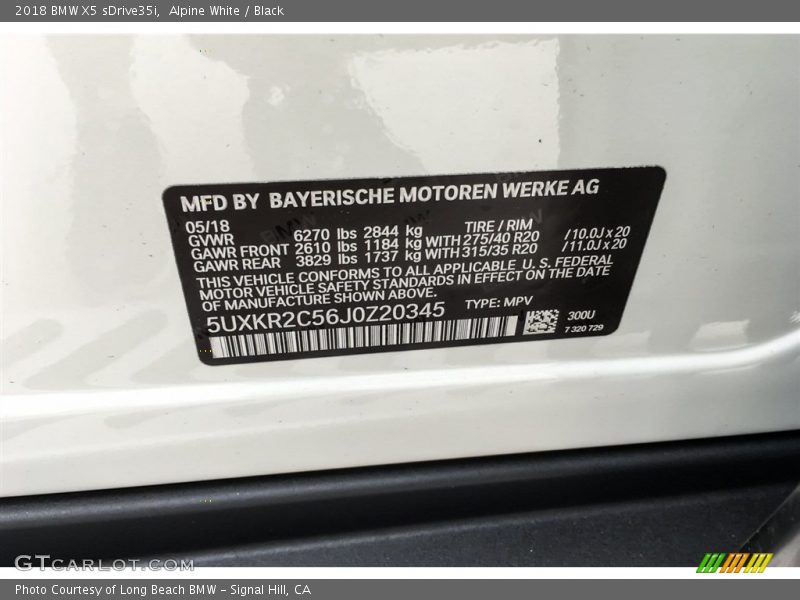 2018 BMW X5 sDrive35i,  Alpine White / Black
MFD BY BAYERISCHE MOTOREN WERKE AG
05/18 TIRE / RIM
GVWR 6270 lbs 2844 kg
GAWR FRONT 2610 lbs 1184 kg WITH 275/40 R20 /10.0J x 20
GAWR REAR 3829 lbs 1737 kg WITH 315/35 R20 /11.0J x 20
THIS VEHICLE CONFORMS TO ALL APPLICABLE U. S. FEDERAL
MOTOR VEHICLE SAFETY STANDARDS IN EFFECT ON THE DATE
OF MANUFACTURE SHOWN ABOVE.
TYPE: MPV
5UXKR2C56J0Z20345
300U
7 320 729
GTCARLOT.COM
Photo Courtesy of Long Beach BMW – Signal Hill, CA